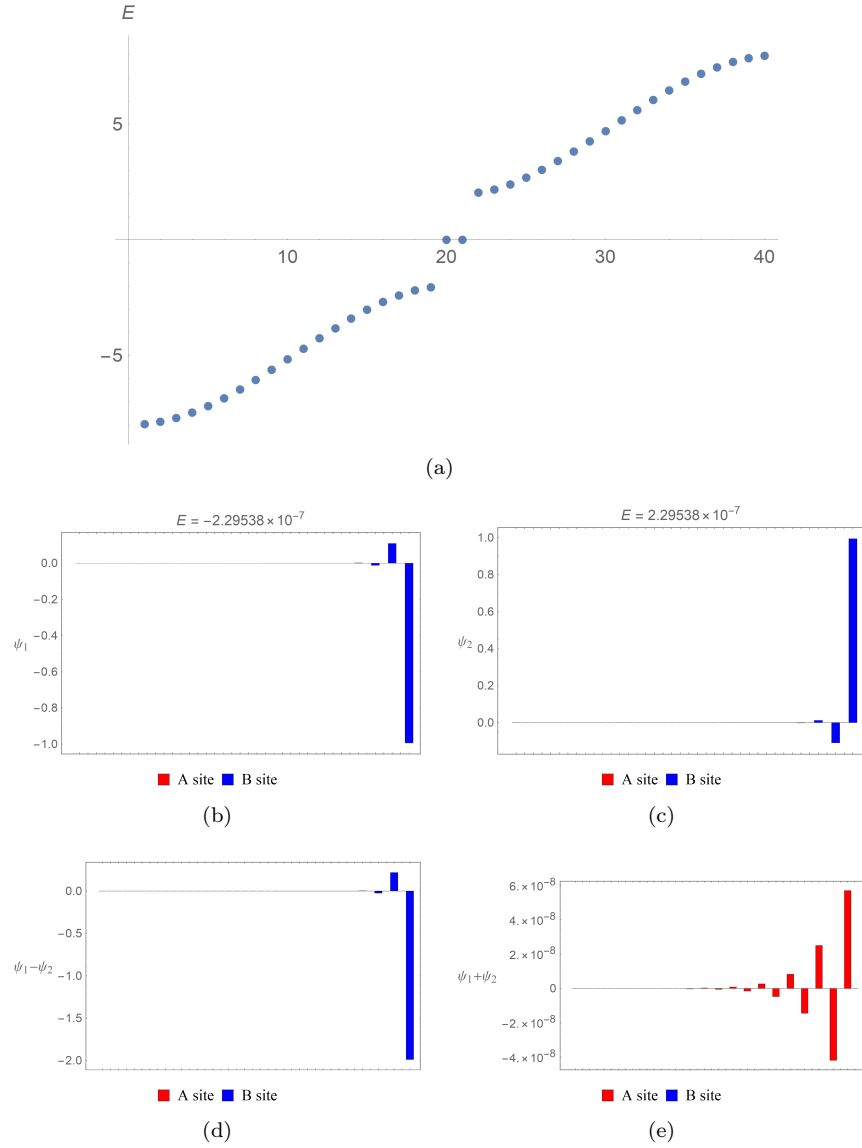 E
5
10 20 30 40
−5
(a)
E = −2.29538×10⁻⁷
0.0
−0.2
−0.4
ψ₁
−0.6
−0.8
−1.0
A site B site
(b)
E = 2.29538×10⁻⁷
1.0
0.8
0.6
ψ₂
0.4
0.2
0.0
A site B site
(c)
0.0
−0.5
ψ₁−ψ₂
−1.0
−1.5
−2.0
A site B site
(d)
6.×10⁻⁸
4.×10⁻⁸
2.×10⁻⁸
ψ₁+ψ₂
0
−2.×10⁻⁸
−4.×10⁻⁸
A site B site
(e)